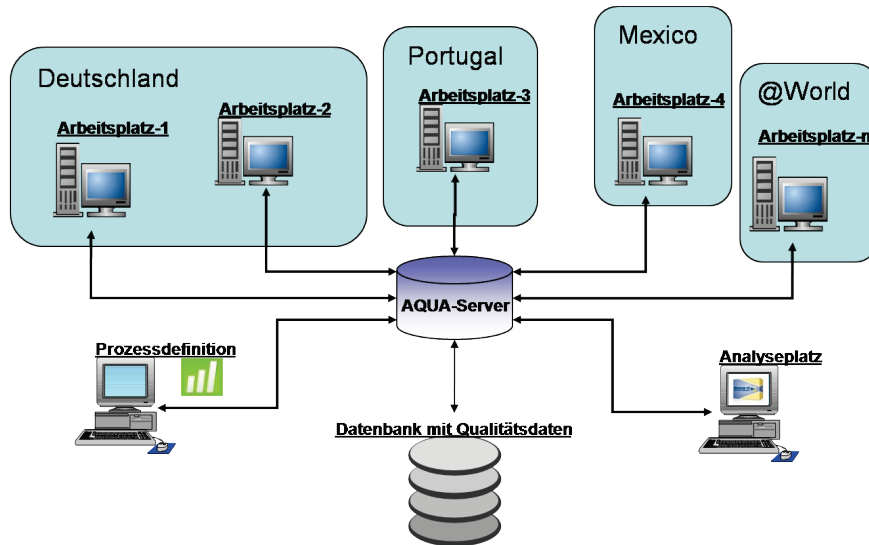 Deutschland
Portugal
Mexico
@World
Arbeitsplatz-1
Arbeitsplatz-2
Arbeitsplatz-3
Arbeitsplatz-4
Arbeitsplatz-n
AQUA-Server
Prozessdefinition
Analyseplatz
Datenbank mit Qualitätsdaten